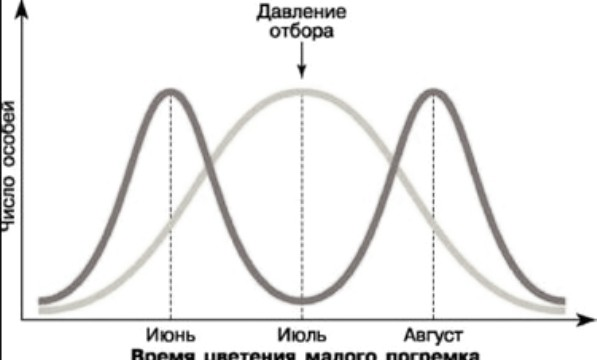 Давление
отбора
Число особей
Июнь Июль Август
Время цветения малого погремка